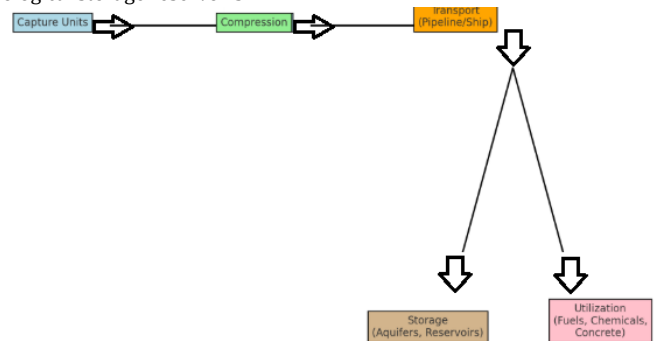 Capture Units
Compression
Transport
(Pipeline/Ship)
Storage
(Aquifers, Reservoirs)
Utilization
(Fuels, Chemicals,
Concrete)